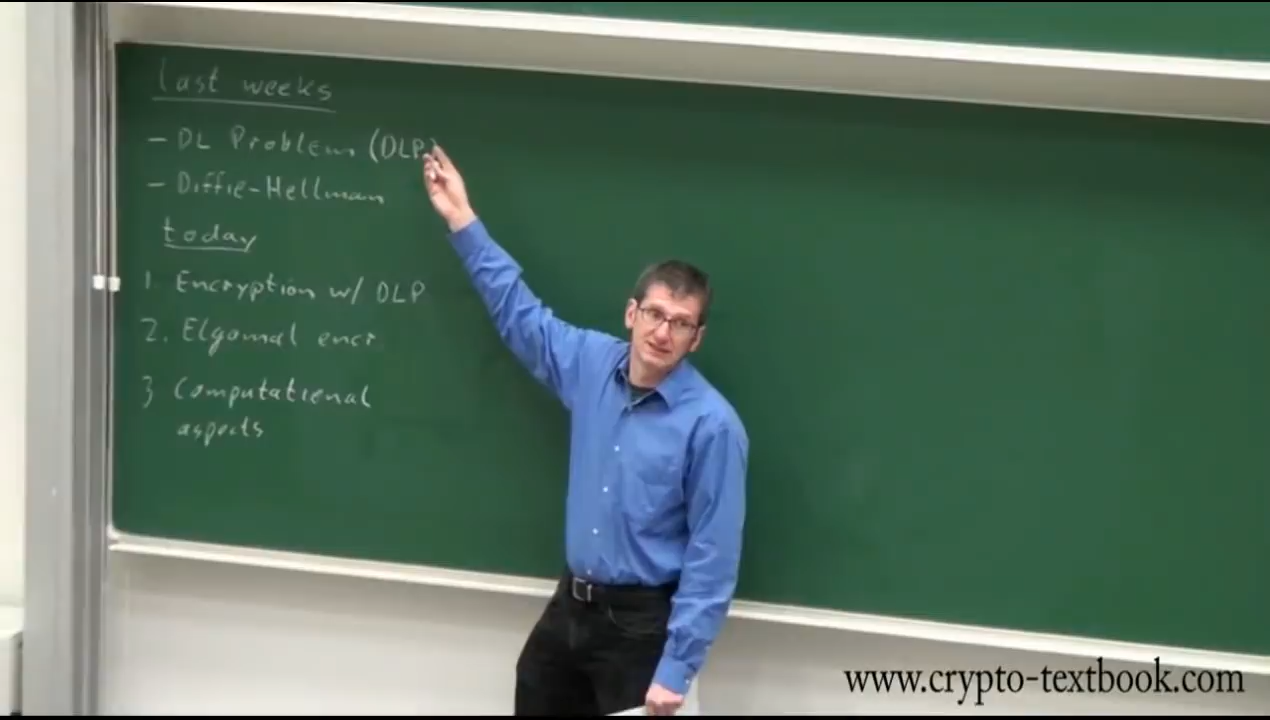 last weeks
- DL Problem (DLP)
- Diffie-Hellman
today
1. Encryption w/ DLP
2. Elgamal encr
3 Computational
aspects
www.crypto-textbook.com